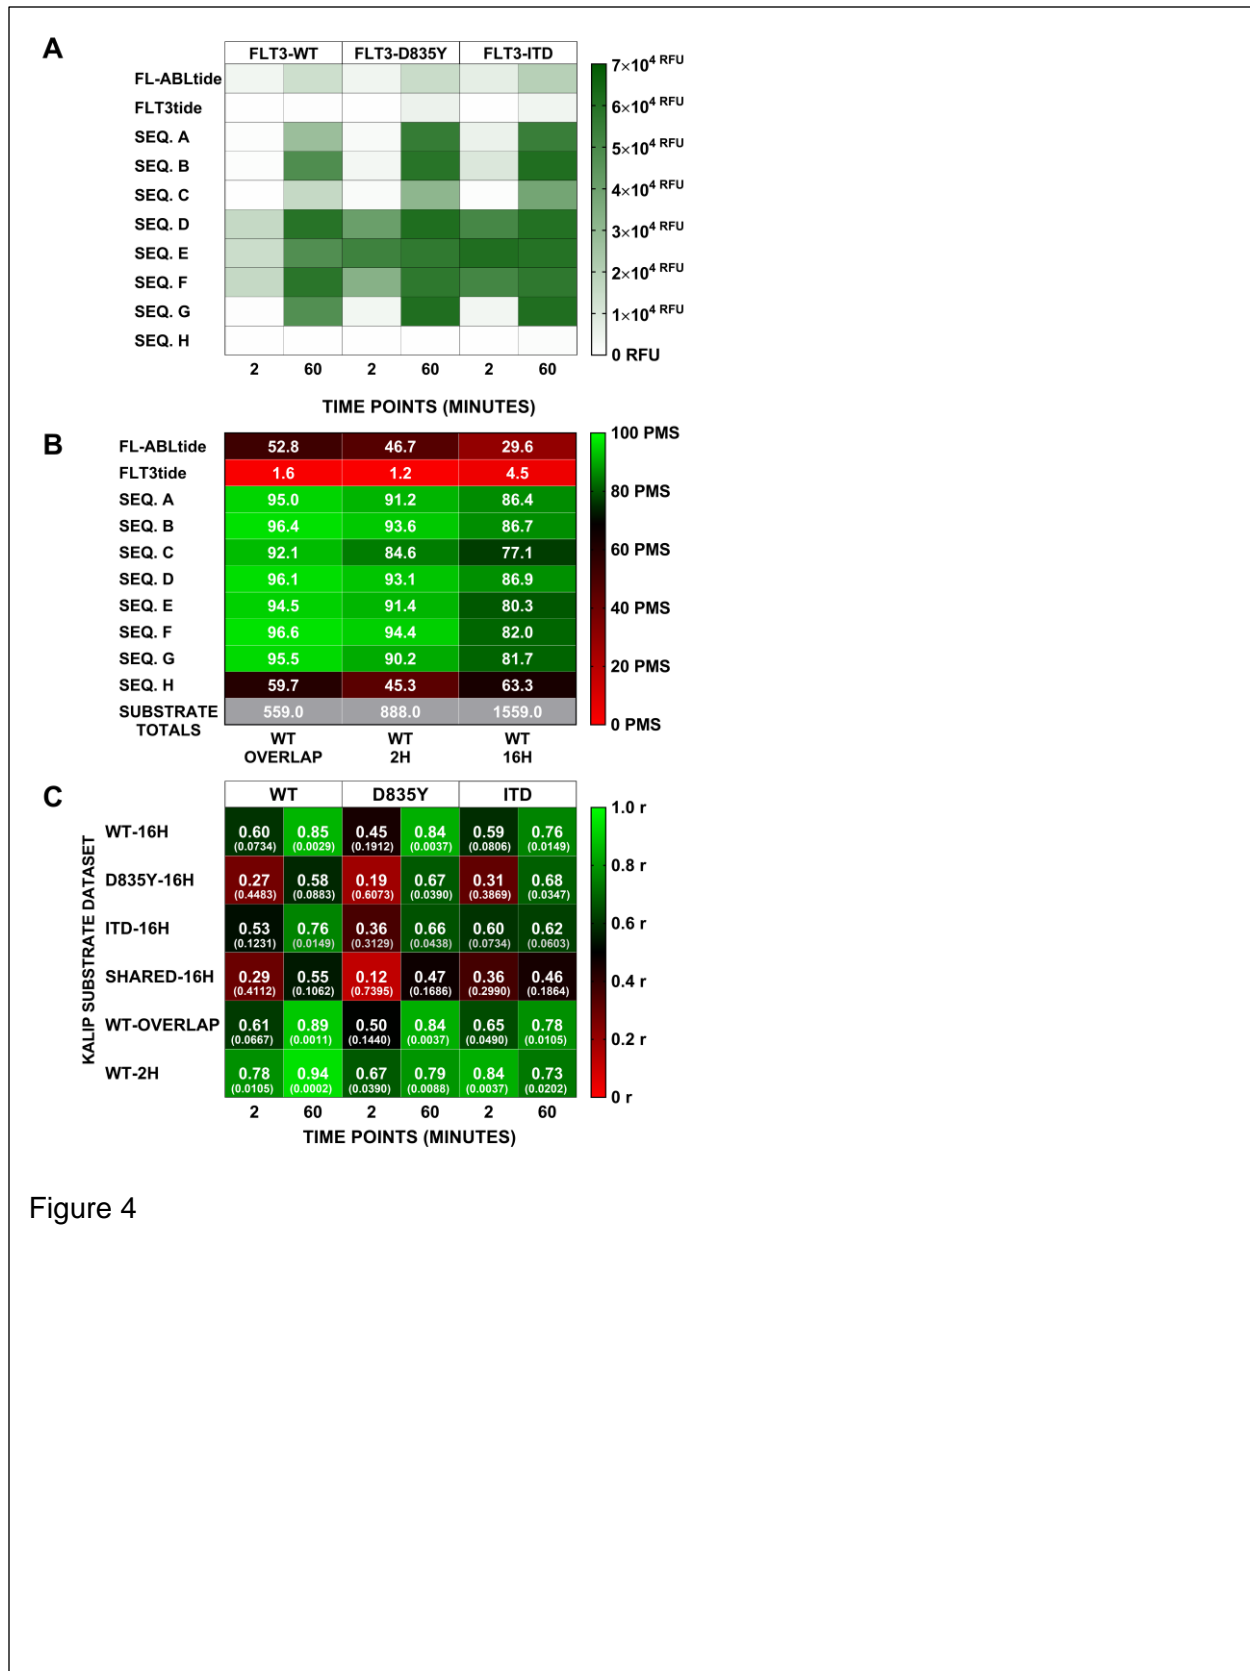 A
FLT3-WT FLT3-D835Y FLT3-ITD
FL-ABLtide
FLT3tide
SEQ. A
SEQ. B
SEQ. C
SEQ. D
SEQ. E
SEQ. F
SEQ. G
SEQ. H
7×10⁴ RFU
6×10⁴ RFU
5×10⁴ RFU
4×10⁴ RFU
3×10⁴ RFU
2×10⁴ RFU
1×10⁴ RFU
0 RFU
2 60 2 60 2 60
TIME POINTS (MINUTES)
B
FL-ABLtide 52.8 46.7 29.6
FLT3tide 1.6 1.2 4.5
SEQ. A 95.0 91.2 86.4
SEQ. B 96.4 93.6 86.7
SEQ. C 92.1 84.6 77.1
SEQ. D 96.1 93.1 86.9
SEQ. E 94.5 91.4 80.3
SEQ. F 96.6 94.4 82.0
SEQ. G 95.5 90.2 81.7
SEQ. H 59.7 45.3 63.3
SUBSTRATE TOTALS 559.0 888.0 1559.0
WT WT WT
OVERLAP 2H 16H
100 PMS
80 PMS
60 PMS
40 PMS
20 PMS
0 PMS
C
WT D835Y ITD
KALIP SUBSTRATE DATASET
WT-16H 0.60 0.85 0.45 0.84 0.59 0.76
(0.0734) (0.0029) (0.1912) (0.0037) (0.0806) (0.0149)
D835Y-16H 0.27 0.58 0.19 0.67 0.31 0.68
(0.4483) (0.0883) (0.6073) (0.0390) (0.3869) (0.0347)
ITD-16H 0.53 0.76 0.36 0.66 0.60 0.62
(0.1231) (0.0149) (0.3129) (0.0438) (0.0734) (0.0603)
SHARED-16H 0.29 0.55 0.12 0.47 0.36 0.46
(0.4112) (0.1062) (0.7395) (0.1686) (0.2990) (0.1864)
WT-OVERLAP 0.61 0.89 0.50 0.84 0.65 0.78
(0.0667) (0.0011) (0.1440) (0.0037) (0.0490) (0.0105)
WT-2H 0.78 0.94 0.67 0.79 0.84 0.73
(0.0105) (0.0002) (0.0390) (0.0088) (0.0037) (0.0202)
2 60 2 60 2 60
TIME POINTS (MINUTES)
1.0 r
0.8 r
0.6 r
0.4 r
0.2 r
0 r
Figure 4